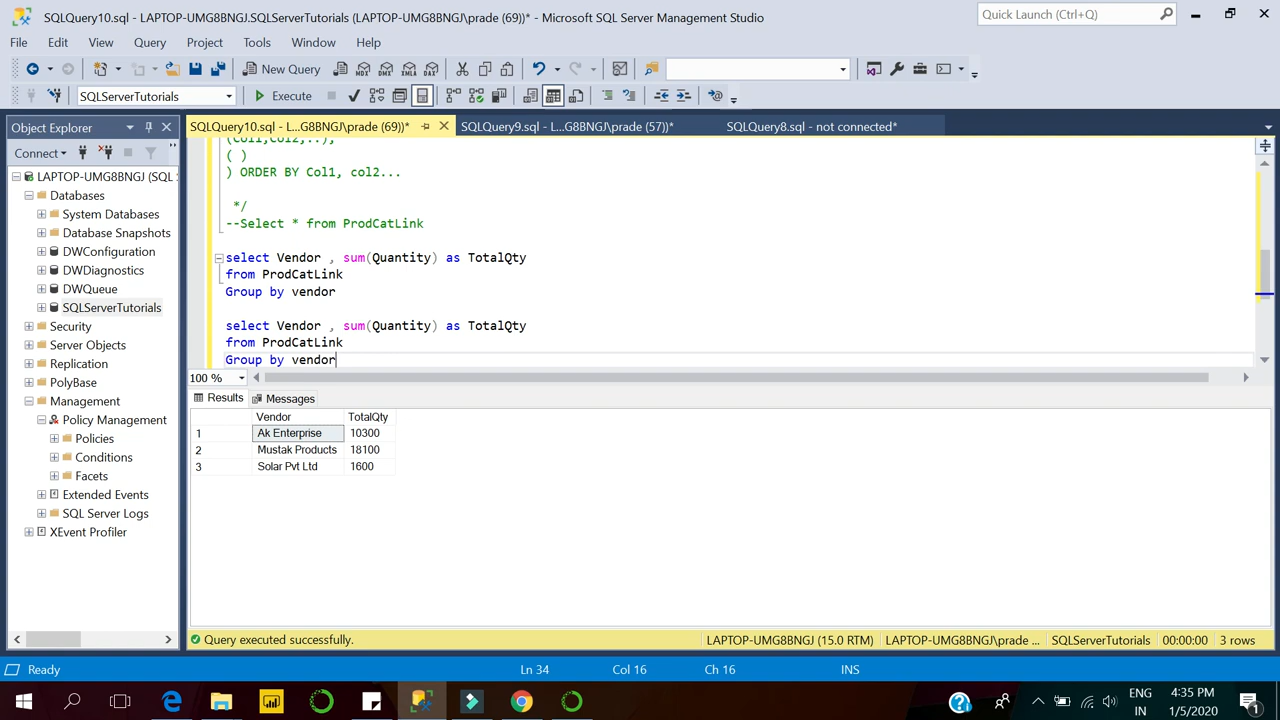 SQLQuery10.sql - LAPTOP-UMG8BNGJ.SQLServerTutorials (LAPTOP-UMG8BNGJ\prade (69))* - Microsoft SQL Server Management Studio
Quick Launch (Ctrl+Q)
File Edit View Query Project Tools Window Help
New Query
MDX DMX XMLA DAX
SQLServerTutorials
Execute
Object Explorer
SQLQuery10.sql - L...G8BNGJ\prade (69))*
SQLQuery9.sql - L...G8BNGJ\prade (57))*
SQLQuery8.sql - not connected*
Connect
LAPTOP-UMG8BNGJ (SQL
Databases
System Databases
Database Snapshots
DWConfiguration
DWDiagnostics
DWQueue
SQLServerTutorials
Security
Server Objects
Replication
PolyBase
Management
Policy Management
Policies
Conditions
Facets
Extended Events
SQL Server Logs
XEvent Profiler
(Col1,Col2,..),
( )
) ORDER BY Col1, col2...
*/
--Select * from ProdCatLink
select Vendor , sum(Quantity) as TotalQty
from ProdCatLink
Group by vendor
select Vendor , sum(Quantity) as TotalQty
from ProdCatLink
Group by vendor
100 %
Results Messages
Vendor TotalQty
1 Ak Enterprise 10300
2 Mustak Products 18100
3 Solar Pvt Ltd 1600
Query executed successfully.
LAPTOP-UMG8BNGJ (15.0 RTM) LAPTOP-UMG8BNGJ\prade ... SQLServerTutorials 00:00:00 3 rows
Ready Ln 34 Col 16 Ch 16 INS
ENG
IN
4:35 PM
1/5/2020
1